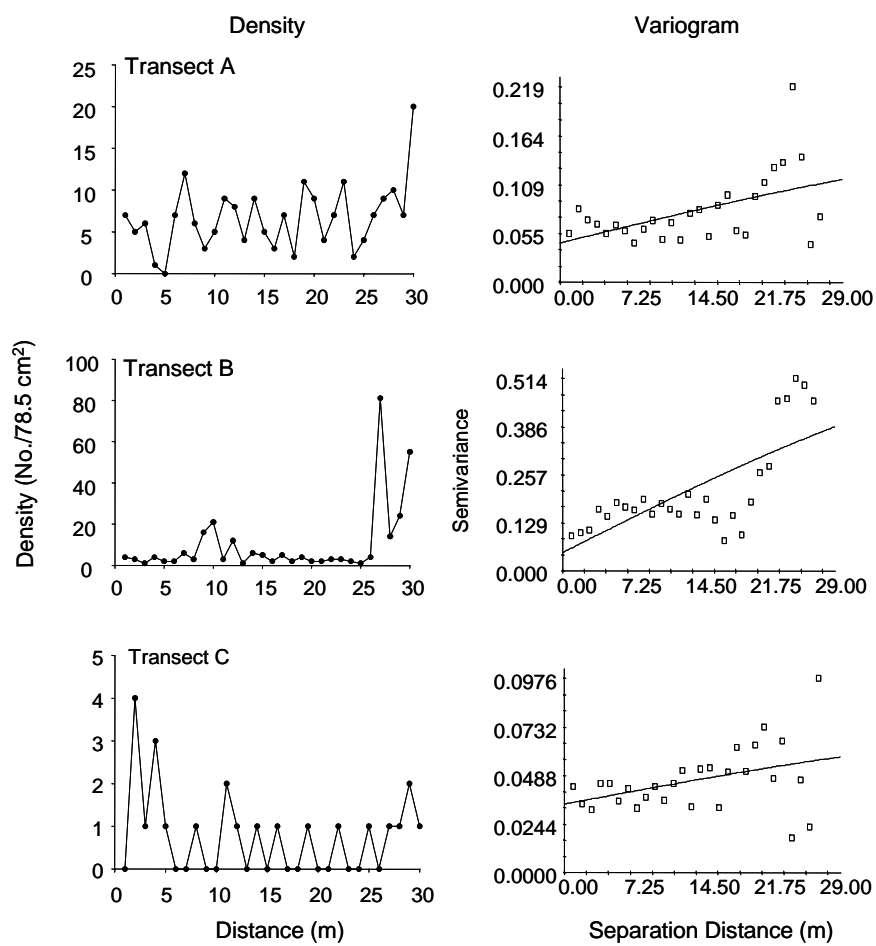 Density
Variogram
Transect A
25
20
15
10
5
0
0 5 10 15 20 25 30
0.219
0.164
0.109
0.055
0.000
0.00 7.25 14.50 21.75 29.00
Density (No./78.5 cm²)
Transect B
100
80
60
40
20
0
0 5 10 15 20 25 30
Semivariance
0.514
0.386
0.257
0.129
0.000
0.00 7.25 14.50 21.75 29.00
Transect C
5
4
3
2
1
0
0 5 10 15 20 25 30
Distance (m)
0.0976
0.0732
0.0488
0.0244
0.0000
0.00 7.25 14.50 21.75 29.00
Separation Distance (m)